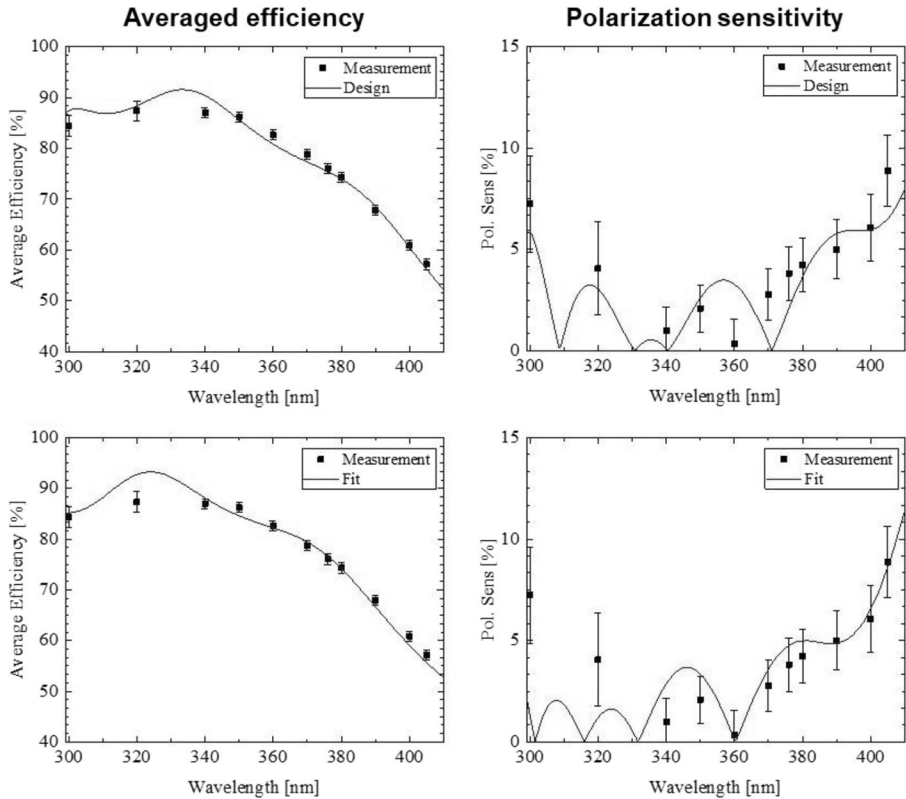 Averaged efficiency
Polarization sensitivity
100
90
80
70
60
50
40
Average Efficiency [%]
Measurement
Design
300 320 340 360 380 400
Wavelength [nm]
15
10
5
0
Pol. Sens [%]
Measurement
Design
300 320 340 360 380 400
Wavelength [nm]
100
90
80
70
60
50
40
Average Efficiency [%]
Measurement
Fit
300 320 340 360 380 400
Wavelength [nm]
15
10
5
0
Pol. Sens [%]
Measurement
Fit
300 320 340 360 380 400
Wavelength [nm]